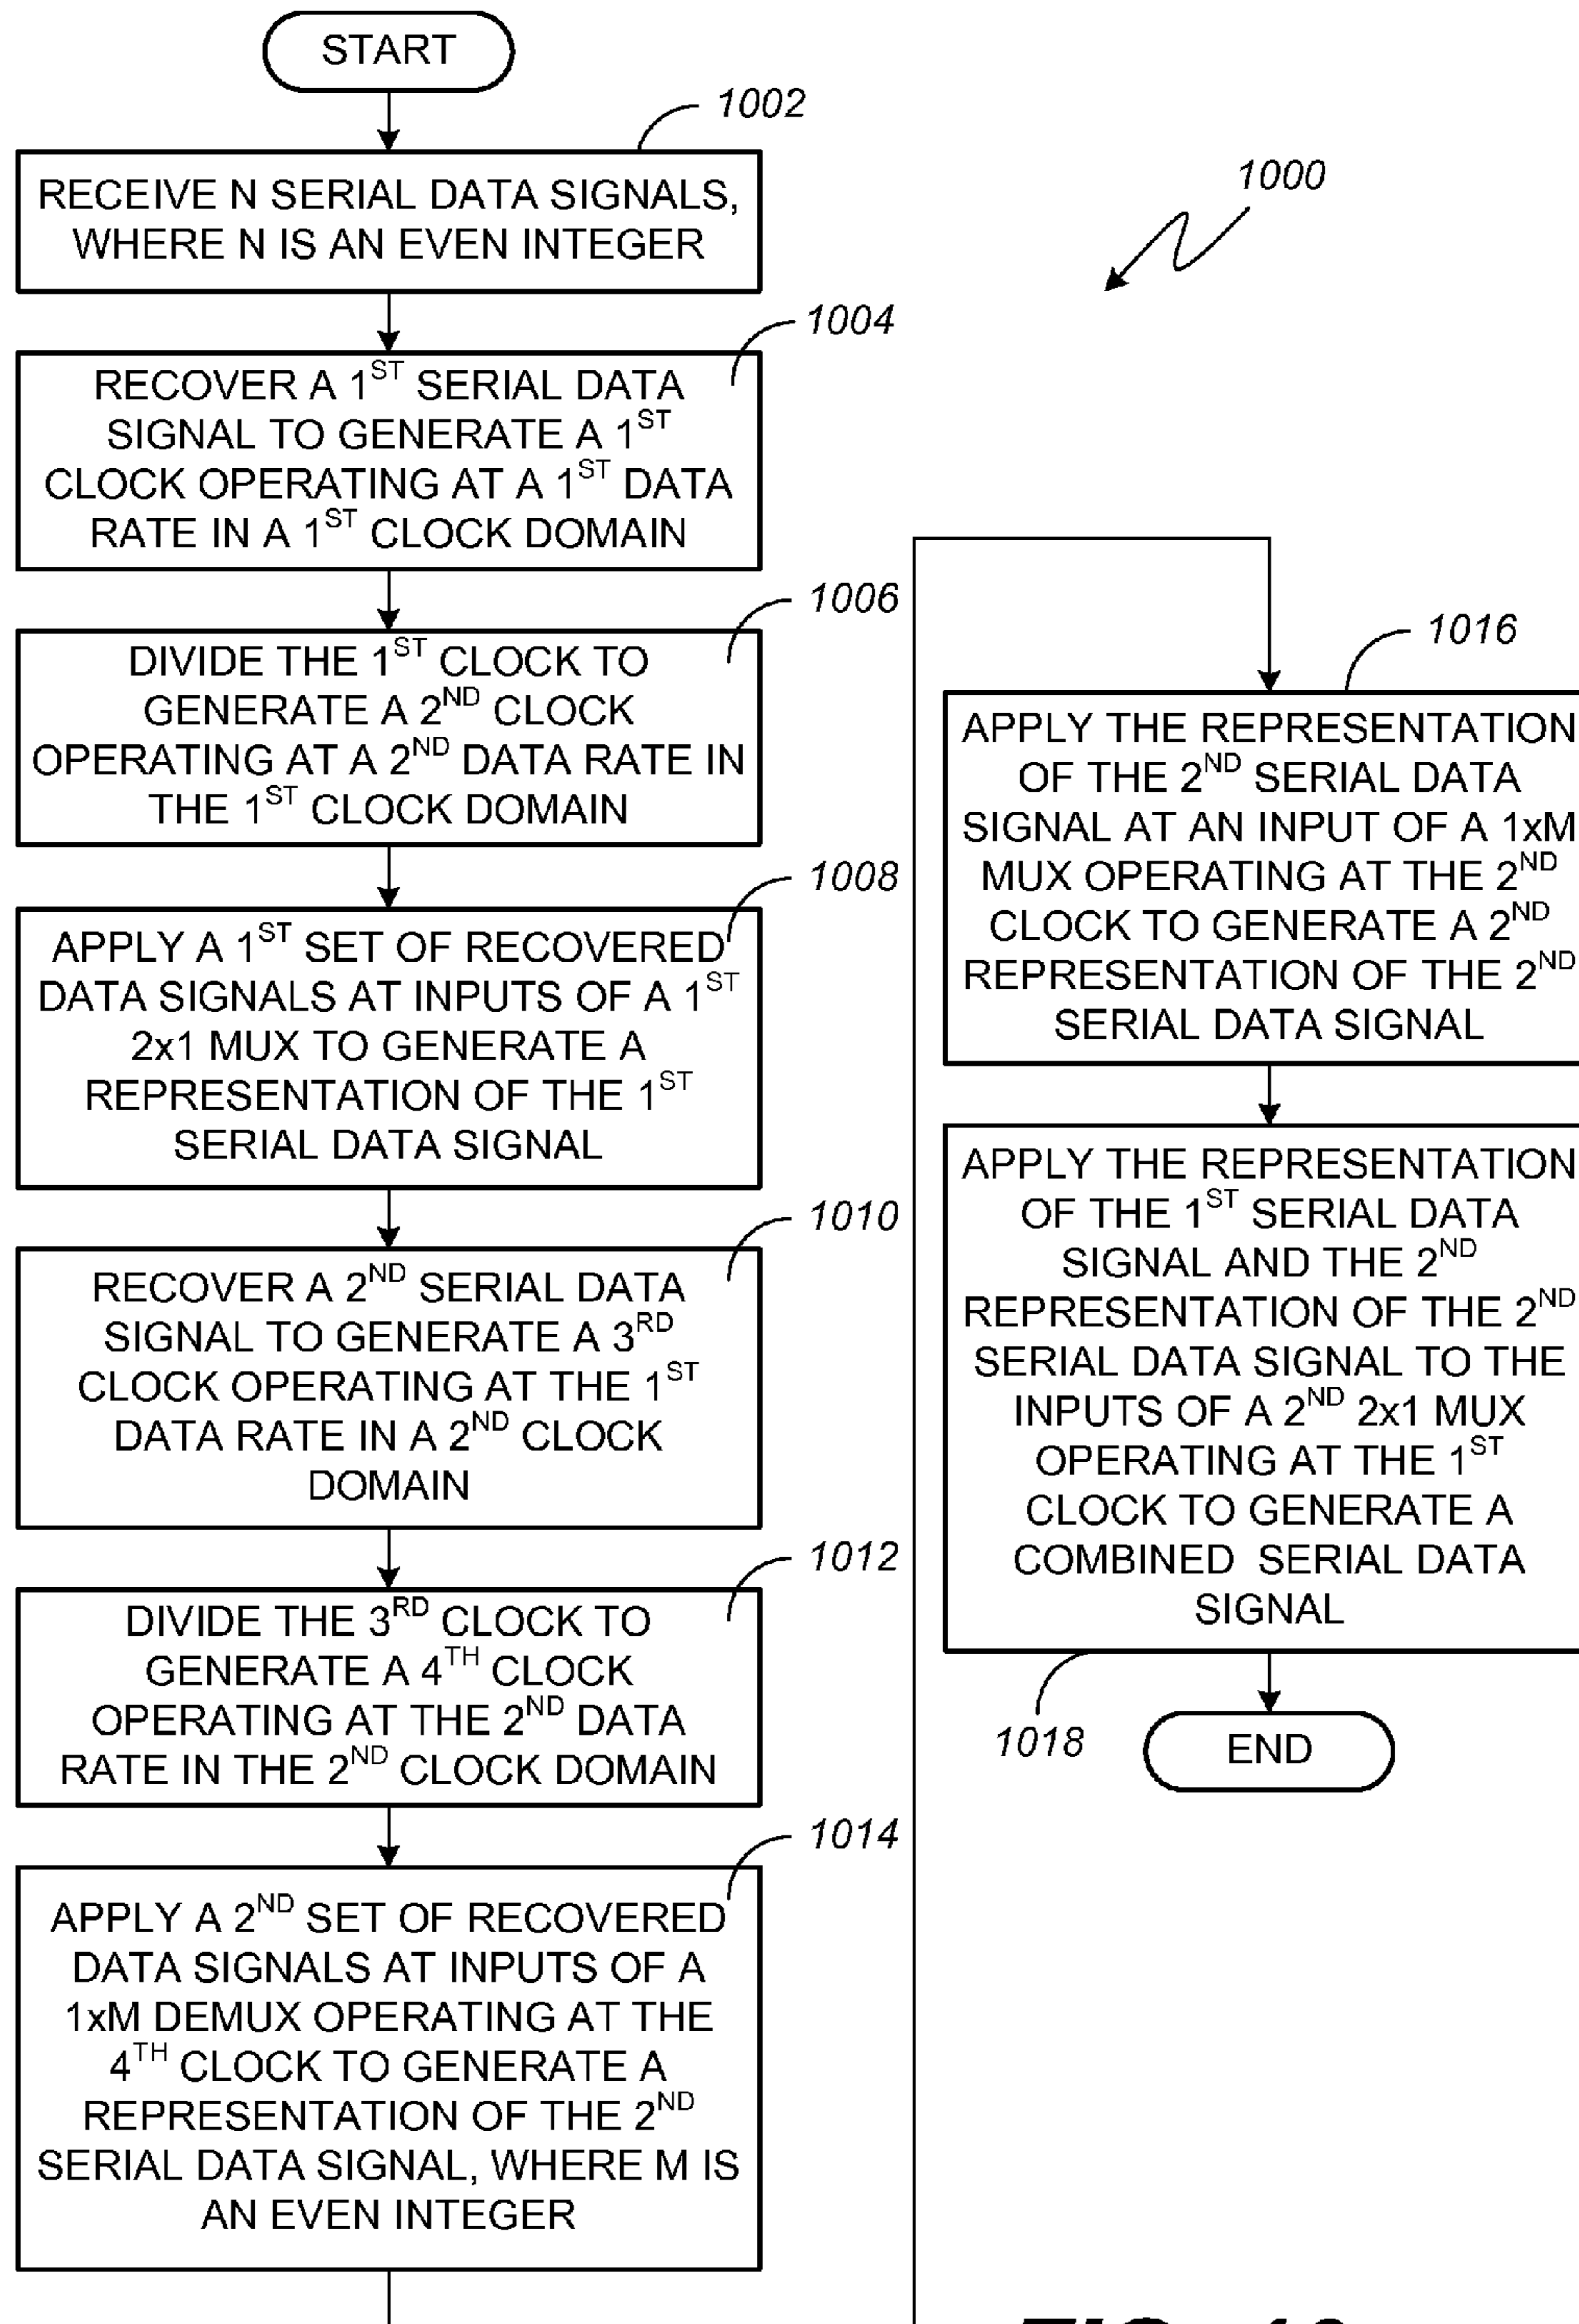 START
1002
RECEIVE N SERIAL DATA SIGNALS,
WHERE N IS AN EVEN INTEGER
1004
RECOVER A 1ST SERIAL DATA
SIGNAL TO GENERATE A 1ST
CLOCK OPERATING AT A 1ST DATA
RATE IN A 1ST CLOCK DOMAIN
1006
DIVIDE THE 1ST CLOCK TO
GENERATE A 2ND CLOCK
OPERATING AT A 2ND DATA RATE IN
THE 1ST CLOCK DOMAIN
1008
APPLY A 1ST SET OF RECOVERED
DATA SIGNALS AT INPUTS OF A 1ST
2x1 MUX TO GENERATE A
REPRESENTATION OF THE 1ST
SERIAL DATA SIGNAL
1010
RECOVER A 2ND SERIAL DATA
SIGNAL TO GENERATE A 3RD
CLOCK OPERATING AT THE 1ST
DATA RATE IN A 2ND CLOCK
DOMAIN
1012
DIVIDE THE 3RD CLOCK TO
GENERATE A 4TH CLOCK
OPERATING AT THE 2ND DATA
RATE IN THE 2ND CLOCK DOMAIN
1014
APPLY A 2ND SET OF RECOVERED
DATA SIGNALS AT INPUTS OF A
1xM DEMUX OPERATING AT THE
4TH CLOCK TO GENERATE A
REPRESENTATION OF THE 2ND
SERIAL DATA SIGNAL, WHERE M IS
AN EVEN INTEGER
1000
1016
APPLY THE REPRESENTATION
OF THE 2ND SERIAL DATA
SIGNAL AT AN INPUT OF A 1xM
MUX OPERATING AT THE 2ND
CLOCK TO GENERATE A 2ND
REPRESENTATION OF THE 2ND
SERIAL DATA SIGNAL
APPLY THE REPRESENTATION
OF THE 1ST SERIAL DATA
SIGNAL AND THE 2ND
REPRESENTATION OF THE 2ND
SERIAL DATA SIGNAL TO THE
INPUTS OF A 2ND 2x1 MUX
OPERATING AT THE 1ST
CLOCK TO GENERATE A
COMBINED SERIAL DATA
SIGNAL
1018
END